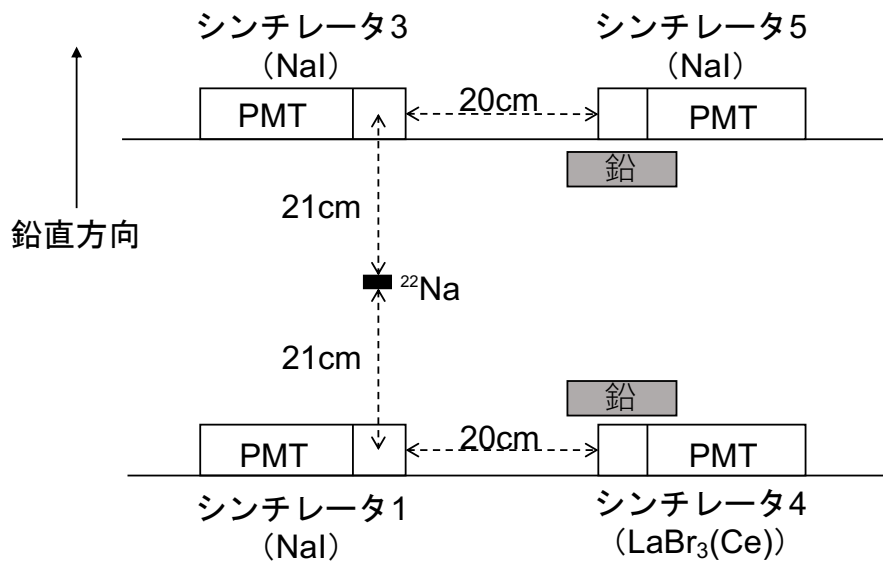 シンチレータ3
（NaI）
シンチレータ5
（NaI）
PMT
20cm
PMT
鉛
21cm
鉛直方向
²²Na
21cm
鉛
PMT
20cm
PMT
シンチレータ1
（NaI）
シンチレータ4
（LaBr₃(Ce)）